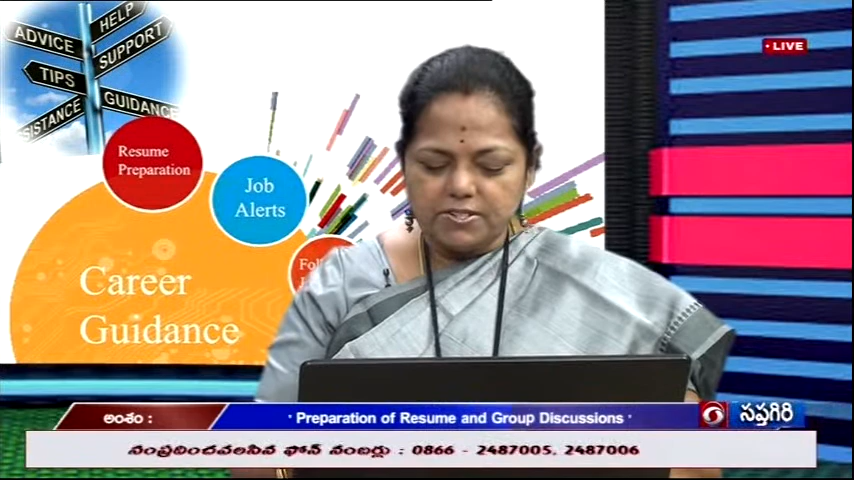 ADVICE
HELP
SUPPORT
TIPS
GUIDANCE
SISTANCE
Resume
Preparation
Job
Alerts
Career
Guidance
LIVE
అంశం :
· Preparation of Resume and Group Discussions ·
సప్తగిరి
సంప్రదించవలసిన ఫోన్ నంబర్లు : 0866 - 2487005, 2487006